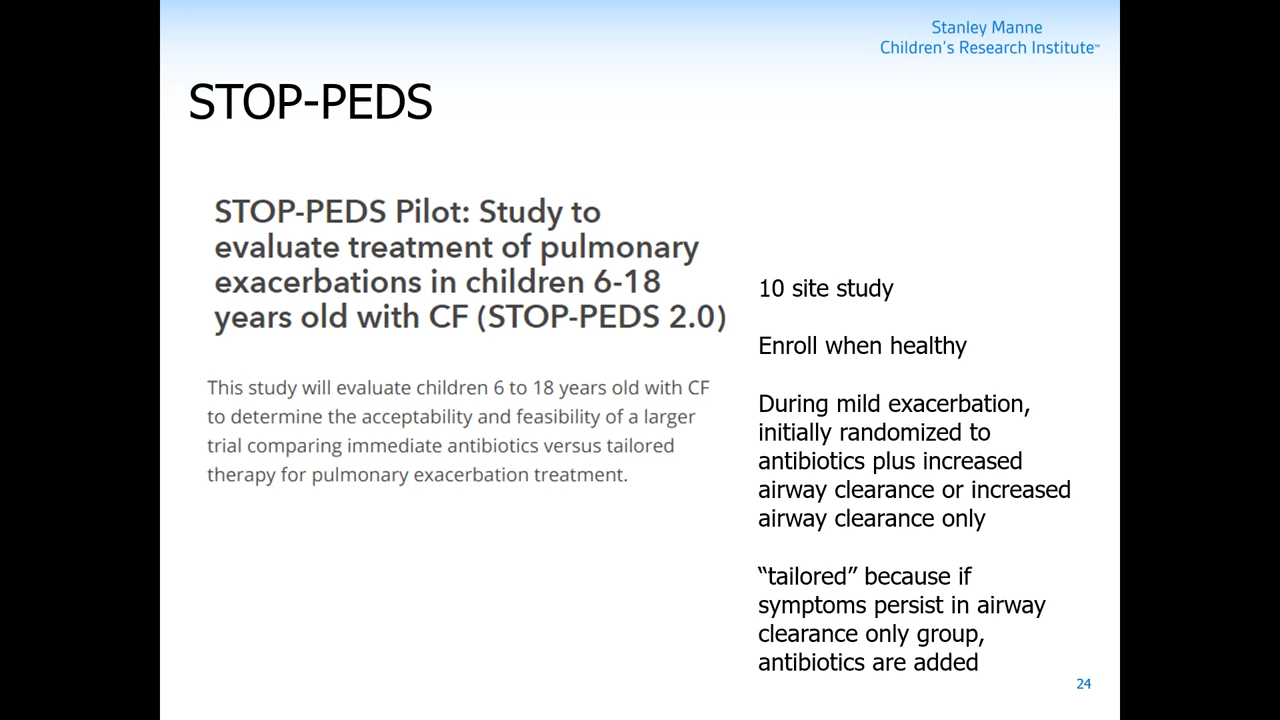 Stanley Manne
Children's Research Institute™
STOP-PEDS
STOP-PEDS Pilot: Study to
evaluate treatment of pulmonary
exacerbations in children 6-18
years old with CF (STOP-PEDS 2.0)
This study will evaluate children 6 to 18 years old with CF
to determine the acceptability and feasibility of a larger
trial comparing immediate antibiotics versus tailored
therapy for pulmonary exacerbation treatment.
10 site study
Enroll when healthy
During mild exacerbation,
initially randomized to
antibiotics plus increased
airway clearance or increased
airway clearance only
“tailored” because if
symptoms persist in airway
clearance only group,
antibiotics are added
24